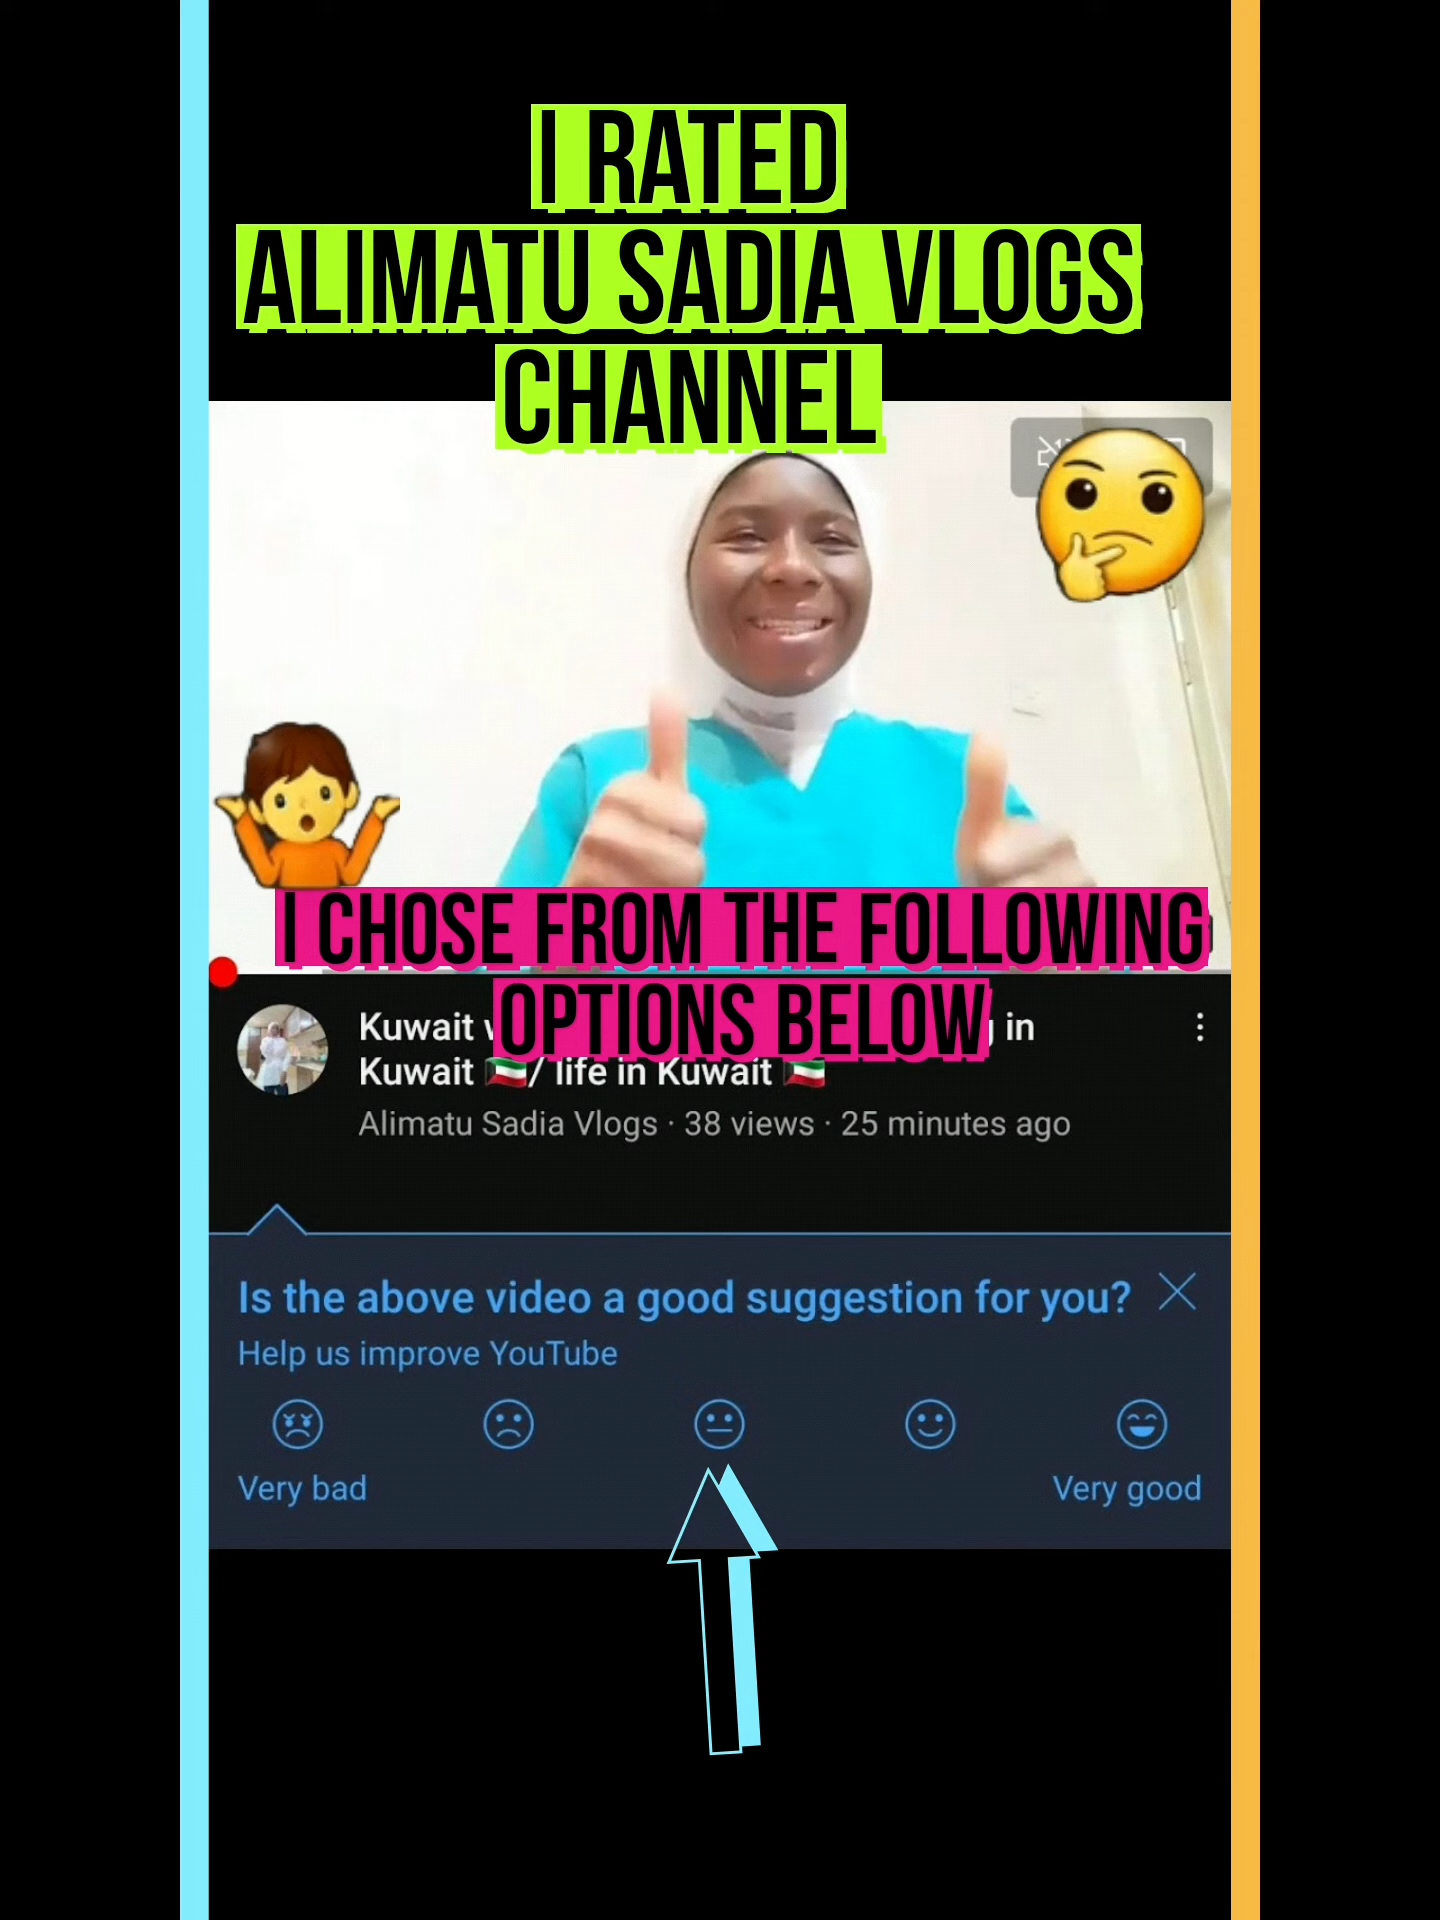 I RATED
ALIMATU SADIA VLOGS
CHANNEL
I CHOSE FROM THE FOLLOWING
OPTIONS BELOW
Kuwait in
Kuwait 🇰🇼/ life in Kuwait 🇰🇼
Alimatu Sadia Vlogs · 38 views · 25 minutes ago
Is the above video a good suggestion for you?
Help us improve YouTube
Very bad
Very good